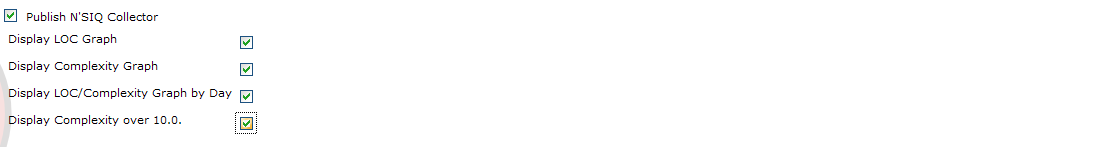 Publish N'SIQ Collector
Display LOC Graph
Display Complexity Graph
Display LOC/Complexity Graph by Day
Display Complexity over 10.0.